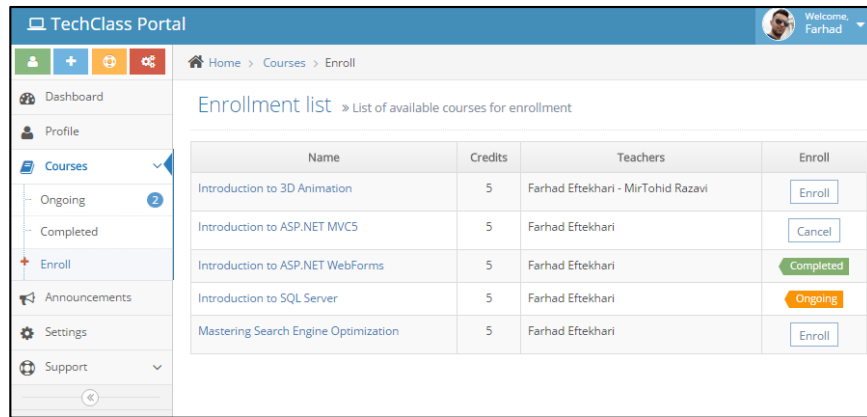 TechClass Portal
Welcome,
Farhad
Home > Courses > Enroll
Dashboard
Profile
Courses
Ongoing 2
Completed
Enroll
Announcements
Settings
Support
Enrollment list » List of available courses for enrollment
Name Credits Teachers Enroll
Introduction to 3D Animation 5 Farhad Eftekhari - MirTohid Razavi Enroll
Introduction to ASP.NET MVC5 5 Farhad Eftekhari Cancel
Introduction to ASP.NET WebForms 5 Farhad Eftekhari Completed
Introduction to SQL Server 5 Farhad Eftekhari Ongoing
Mastering Search Engine Optimization 5 Farhad Eftekhari Enroll